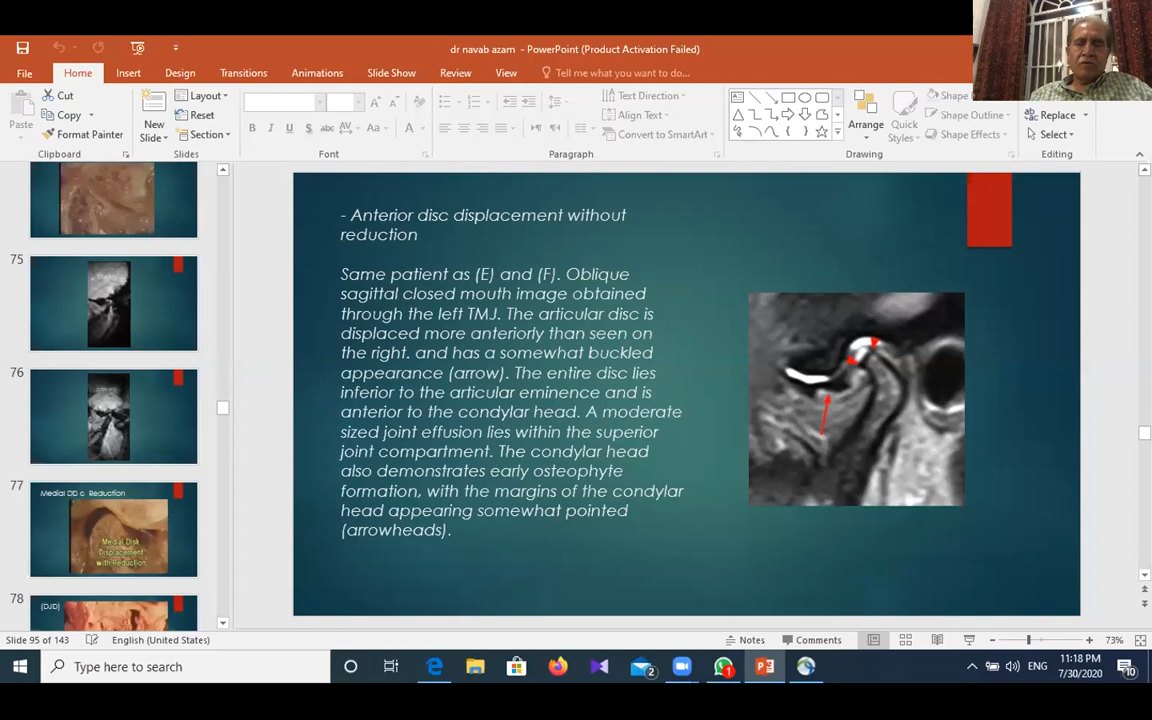 dr navab azam - PowerPoint (Product Activation Failed)
File
Home
Insert
Design
Transitions
Animations
Slide Show
Review
View
Tell me what you want to do...
Paste
Cut
Copy
Format Painter
Clipboard
New Slide
Layout
Reset
Section
Slides
B I U S abc AV Aa A
Font
Text Direction
Align Text
Convert to SmartArt
Paragraph
Arrange
Quick Styles
Shape
Shape Outline
Shape Effects
Drawing
Replace
Select
Editing
75
76
77
Medial DD c Reduction
Medial Disk
Displacement
with Reduction
78
(DJD)
- Anterior disc displacement without
reduction
Same patient as (E) and (F). Oblique
sagittal closed mouth image obtained
through the left TMJ. The articular disc is
displaced more anteriorly than seen on
the right. and has a somewhat buckled
appearance (arrow). The entire disc lies
inferior to the articular eminence and is
anterior to the condylar head. A moderate
sized joint effusion lies within the superior
joint compartment. The condylar head
also demonstrates early osteophyte
formation, with the margins of the condylar
head appearing somewhat pointed
(arrowheads).
Slide 95 of 143
English (United States)
Notes
Comments
73%
Type here to search
2
1
ENG
11:18 PM
7/30/2020
10